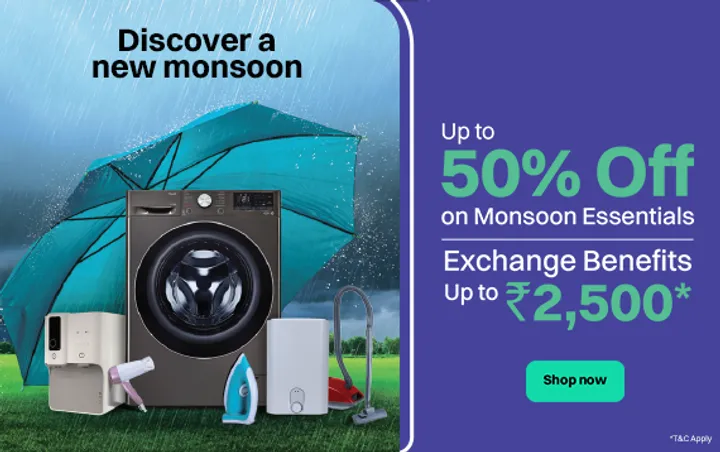 Discover a
new monsoon
Up to
50% Off
on Monsoon Essentials
Exchange Benefits
Up to ₹2,500*
Shop now
*T&C Apply